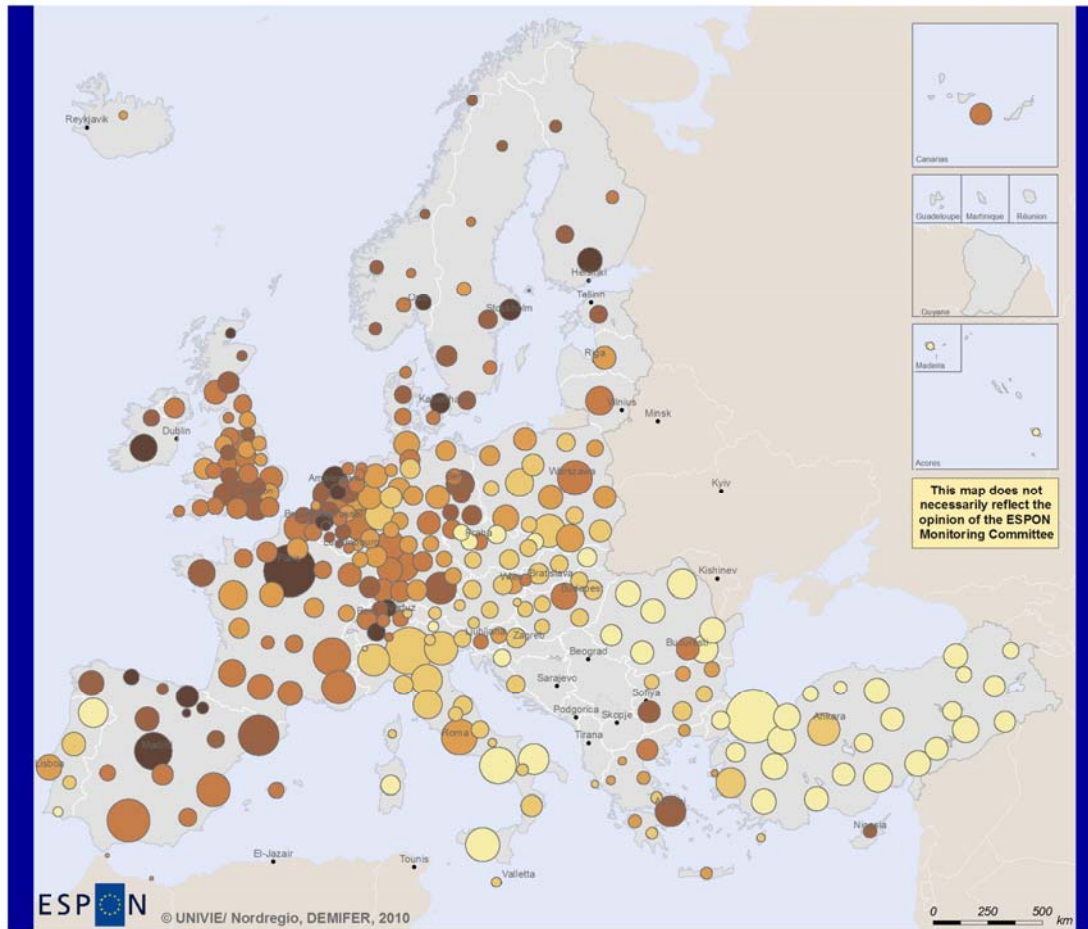 Reykjavik
Canarias
Guadeloupe
Martinique
Réunion
Helsinki
Guyane
Tallinn
Stockholm
Riga
Madeira
Dublin
Vilnius
Minsk
Acores
Warszawa
This map does not
necessarily reflect the
opinion of the ESPON
Monitoring Committee
Kyiv
Praha
Bratislava
Kishinev
Budapest
Ljubljana
Zagreb
Beograd
Bucuresti
Sarajevo
Sofiya
Podgorica
Skopje
Ankara
Roma
Tirana
Madrid
Lisboa
Nicosia
El-Jazair
Tounis
Valletta
ESPON
© UNIVIE/ Nordregio, DEMIFER, 2010
0 250 500
km